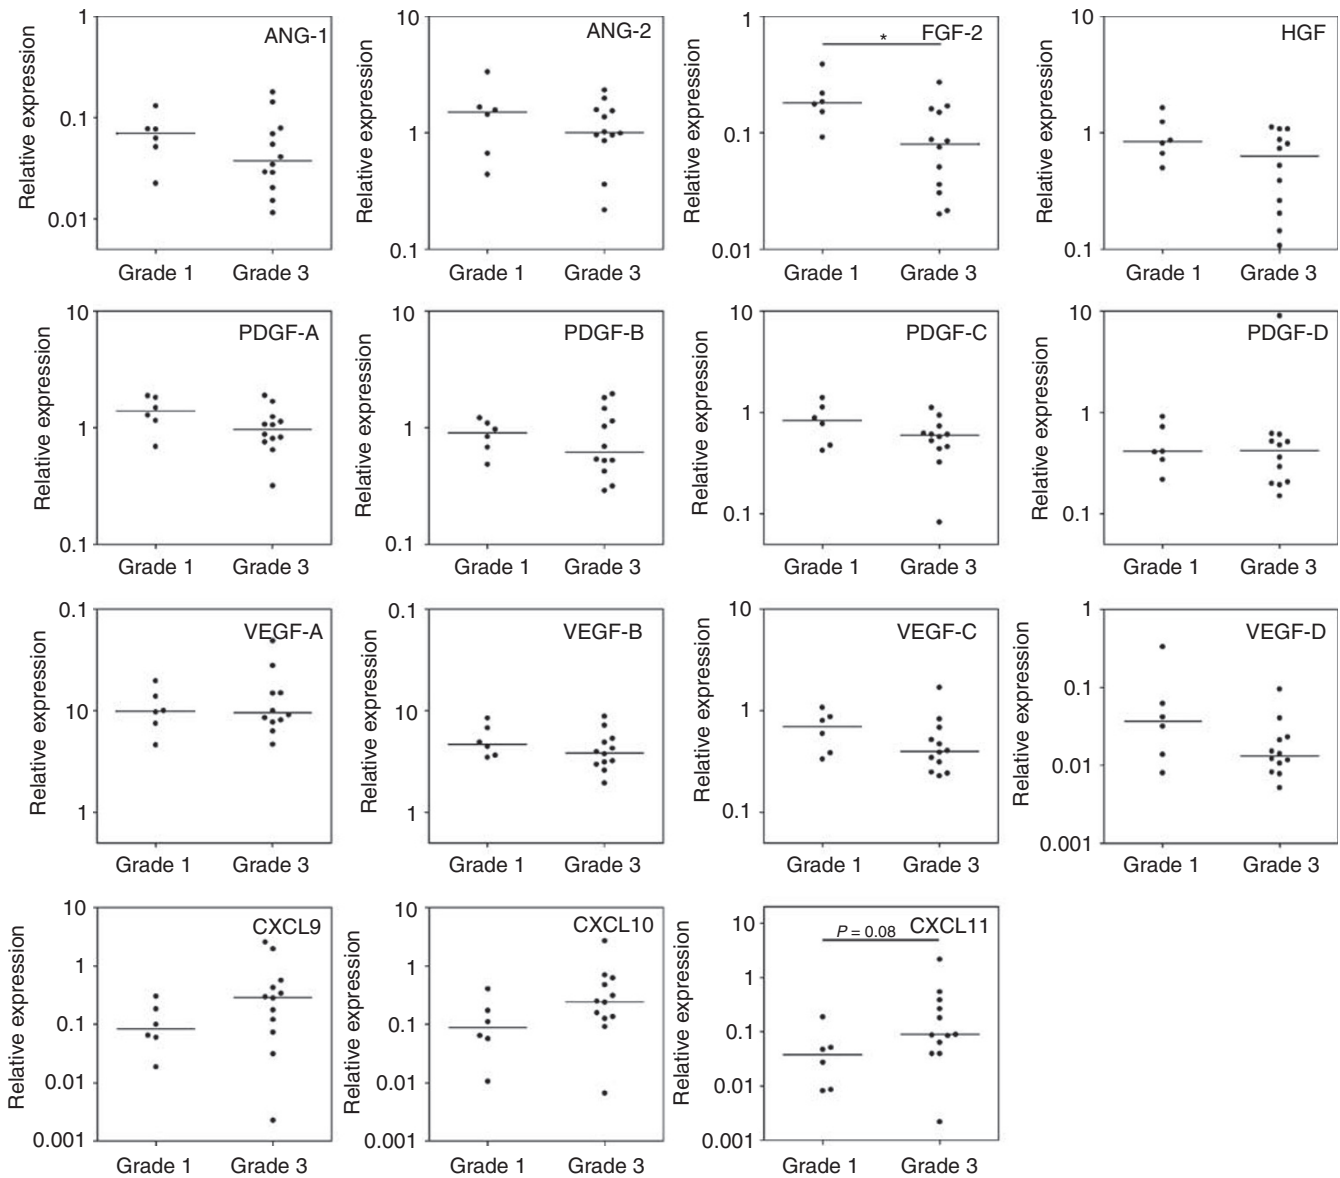 1 ANG-1
Relative expression
0.1
0.01
Grade 1 Grade 3
10 ANG-2
Relative expression
1
0.1
Grade 1 Grade 3
1 * FGF-2
Relative expression
0.1
0.01
Grade 1 Grade 3
10 HGF
Relative expression
1
0.1
Grade 1 Grade 3
10 PDGF-A
Relative expression
1
0.1
Grade 1 Grade 3
10 PDGF-B
Relative expression
1
0.1
Grade 1 Grade 3
10 PDGF-C
Relative expression
1
0.1
Grade 1 Grade 3
10 PDGF-D
Relative expression
1
0.1
Grade 1 Grade 3
0.1 VEGF-A
Relative expression
10
1
Grade 1 Grade 3
0.1 VEGF-B
Relative expression
10
1
Grade 1 Grade 3
10 VEGF-C
Relative expression
1
0.1
Grade 1 Grade 3
1 VEGF-D
Relative expression
0.1
0.01
0.001
Grade 1 Grade 3
10 CXCL9
Relative expression
1
0.1
0.01
0.001
Grade 1 Grade 3
10 CXCL10
Relative expression
1
0.1
0.01
0.001
Grade 1 Grade 3
10 P = 0.08 CXCL11
Relative expression
1
0.1
0.01
0.001
Grade 1 Grade 3